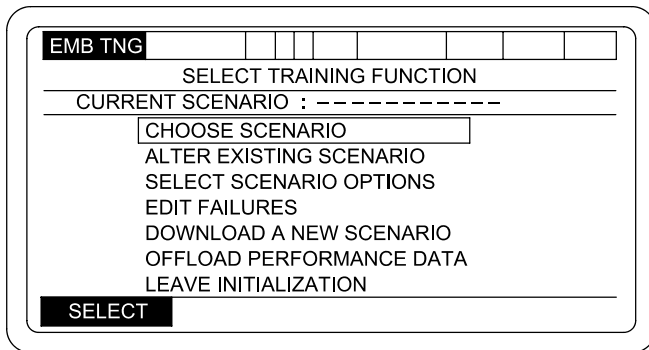 EMB TNG
SELECT TRAINING FUNCTION
CURRENT SCENARIO : – – – – – – – – – – –
CHOOSE SCENARIO
ALTER EXISTING SCENARIO
SELECT SCENARIO OPTIONS
EDIT FAILURES
DOWNLOAD A NEW SCENARIO
OFFLOAD PERFORMANCE DATA
LEAVE INITIALIZATION
SELECT